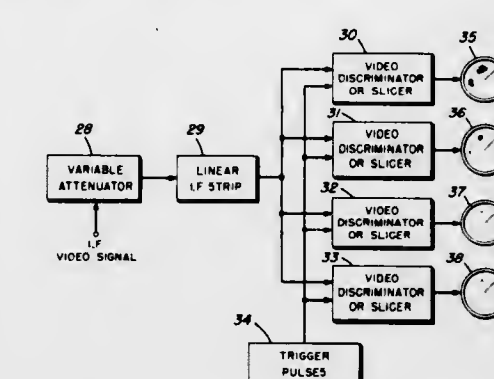 30
35
VIDEO
DISCRIMINATOR
OR SLICER
31
36
VIDEO
DISCRIMINATOR
OR SLICER
28
29
VARIABLE
ATTENUATOR
LINEAR
I.F STRIP
I.F
VIDEO SIGNAL
32
37
VIDEO
DISCRIMINATOR
OR SLICER
33
38
VIDEO
DISCRIMINATOR
OR SLICER
34
TRIGGER
PULSES